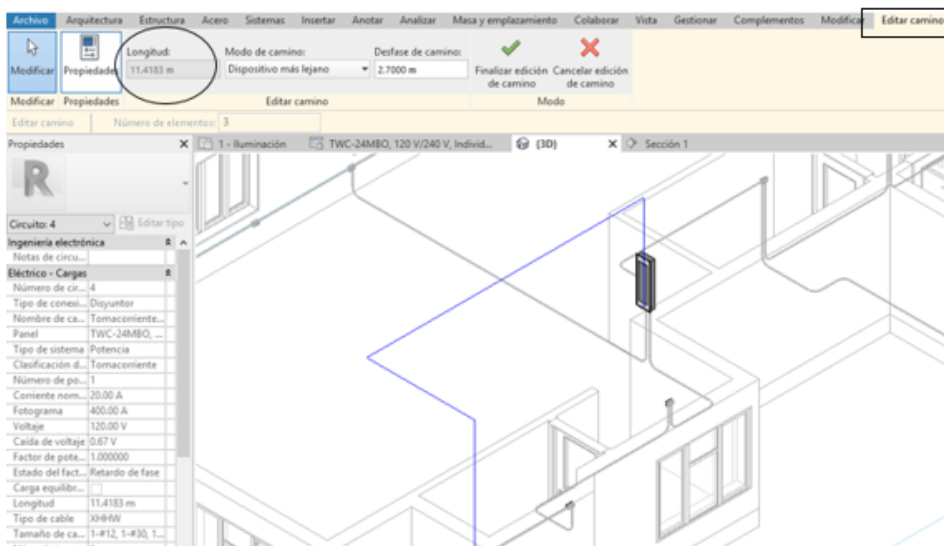 Archivo Arquitectura Estructura Acero Sistemas Insertar Anotar Analizar Masa y emplazamiento Colaborar Vista Gestionar Complementos Modificar Editar camino
Longitud: Modo de camino: Desfase de camino:
11.4183 m Dispositivo más lejano 2.7000 m
Modificar Propiedades Finalizar edición de camino Cancelar edición de camino
Modificar Propiedades Editar camino Modo
Editar camino Número de elementos: 3
Propiedades 1 - Iluminación TWC-24MBO, 120 V/240 V, Individ... (3D) Sección 1
R
Circuito: 4 Editar tipo
Ingeniería electrónica
Notas de circu...
Eléctrico - Cargas
Número de cir... 4
Tipo de conexi... Disyuntor
Nombre de ca... Tomacorriente...
Panel TWC-24MBO, ...
Tipo de sistema Potencia
Clasificación d... Tomacorriente
Número de po... 1
Corriente nom... 20.00 A
Fotograma 400.00 A
Voltaje 120.00 V
Caída de voltaje 0.67 V
Factor de pote... 1.000000
Estado del fact... Retardo de fase
Carga equilibr...
Longitud 11.4183 m
Tipo de cable XHHW
Tamaño de ca... 1-#12, 1-#30, 1...